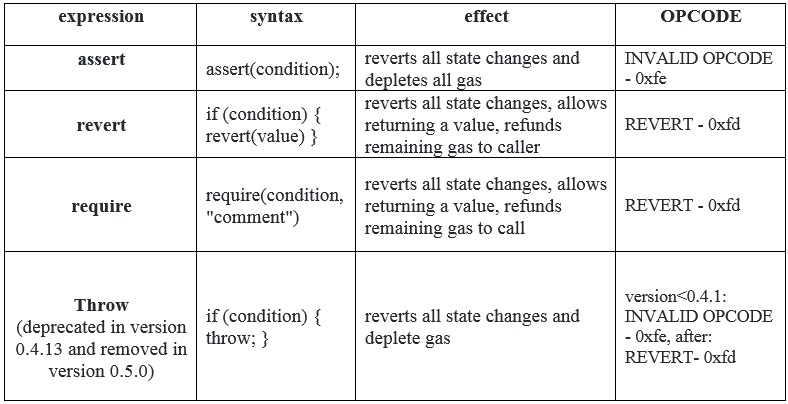 expression syntax effect OPCODE
assert
assert(condition);
reverts all state changes and
depletes all gas
INVALID OPCODE
- 0xfe
revert
if (condition) {
revert(value) }
reverts all state changes, allows
returning a value, refunds
remaining gas to caller
REVERT - 0xfd
require
require(condition,
"comment")
reverts all state changes, allows
returning a value, refunds
remaining gas to call
REVERT - 0xfd
Throw
(deprecated in version
0.4.13 and removed in
version 0.5.0)
if (condition) {
throw; }
reverts all state changes and
deplete gas
version<0.4.1:
INVALID OPCODE
- 0xfe, after:
REVERT- 0xfd